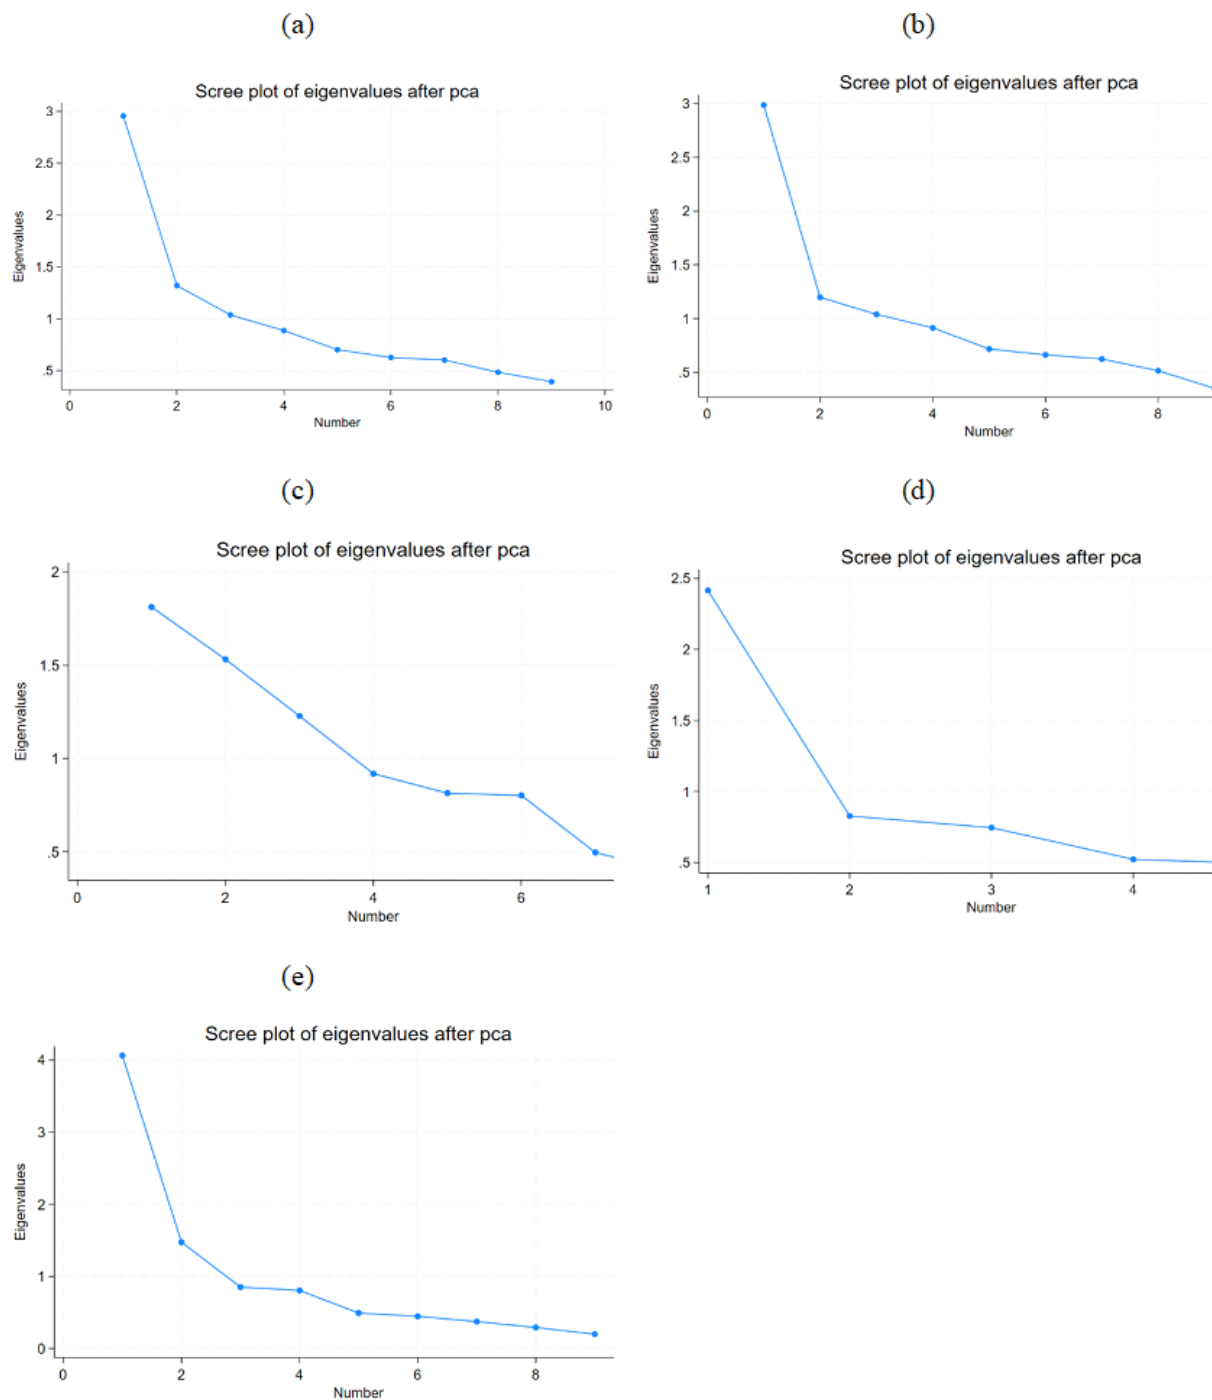 (a)
Scree plot of eigenvalues after pca
Eigenvalues
3
2.5
2
1.5
1
.5
0 2 4 6 8 10
Number
(b)
Scree plot of eigenvalues after pca
Eigenvalues
3
2.5
2
1.5
1
.5
0 2 4 6 8
Number
(c)
Scree plot of eigenvalues after pca
Eigenvalues
2
1.5
1
.5
0 2 4 6
Number
(d)
Scree plot of eigenvalues after pca
Eigenvalues
2.5
2
1.5
1
.5
1 2 3 4
Number
(e)
Scree plot of eigenvalues after pca
Eigenvalues
4
3
2
1
0
0 2 4 6 8
Number